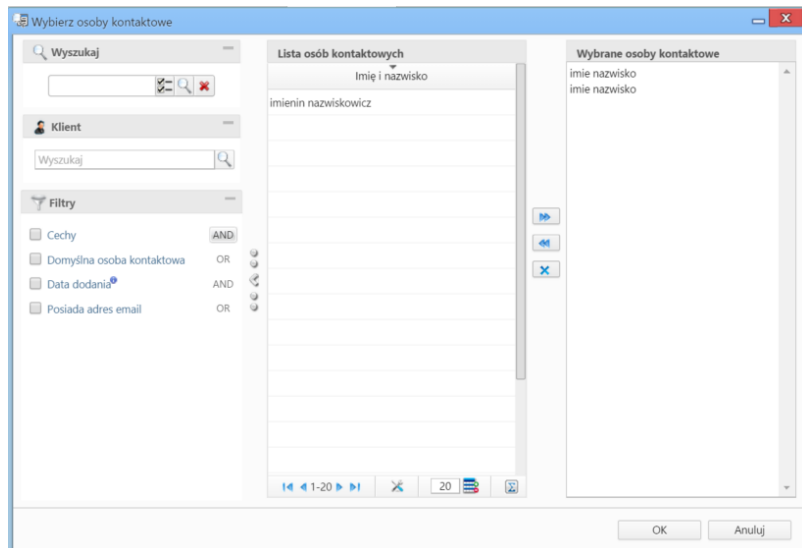 Wybierz osoby kontaktowe
Wyszukaj
Klient
Wyszukaj
Filtry
Cechy AND
Domyślna osoba kontaktowa OR
Data dodania AND
Posiada adres email OR
Lista osób kontaktowych
Imię i nazwisko
imienin nazwiskowicz
1-20
20
Wybrane osoby kontaktowe
imie nazwisko
imie nazwisko
OK Anuluj